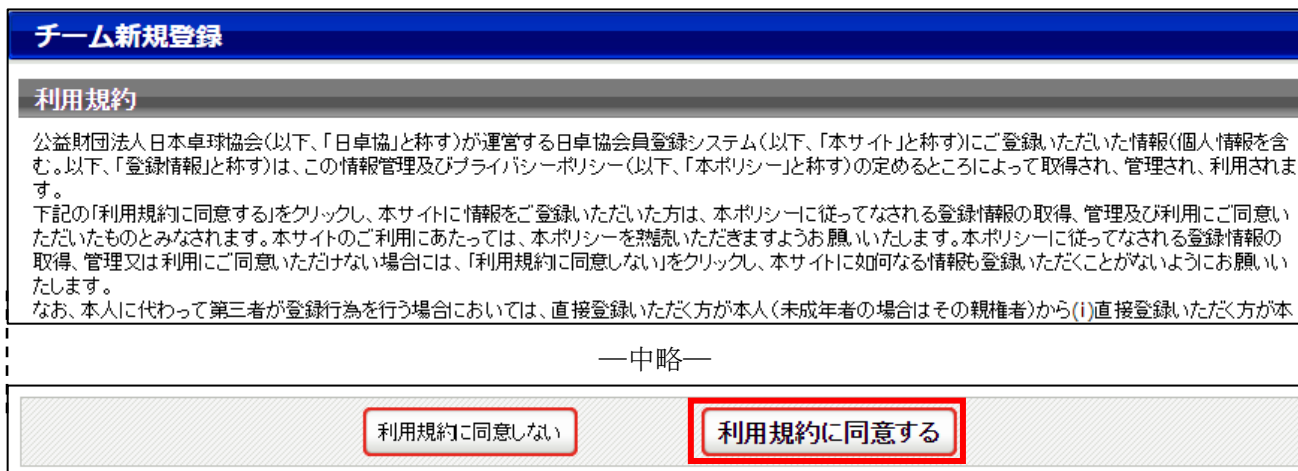 チーム新規登録
利用規約
公益財団法人日本卓球協会(以下、「日卓協」と称す)が運営する日卓協会員登録システム(以下、「本サイト」と称す)にご登録いただいた情報(個人情報を含
む。以下、「登録情報」と称す)は、この情報管理及びプライバシーポリシー(以下、「本ポリシー」と称す)の定めるところによって取得され、管理され、利用されま
す。
下記の「利用規約に同意する」をクリックし、本サイトに情報をご登録いただいた方は、本ポリシーに従ってなされる登録情報の取得、管理及び利用にご同意い
ただいたものとみなされます。本サイトのご利用にあたっては、本ポリシーを熟読いただきますようお願いいたします。本ポリシーに従ってなされる登録情報の
取得、管理又は利用にご同意いただけない場合には、「利用規約に同意しない」をクリックし、本サイトに如何なる情報も登録いただくことがないようにお願いい
たします。
なお、本人に代わって第三者が登録行為を行う場合においては、直接登録いただく方が本人(未成年者の場合はその親権者)から(i)直接登録いただく方が本
―中略―
利用規約に同意しない
利用規約に同意する